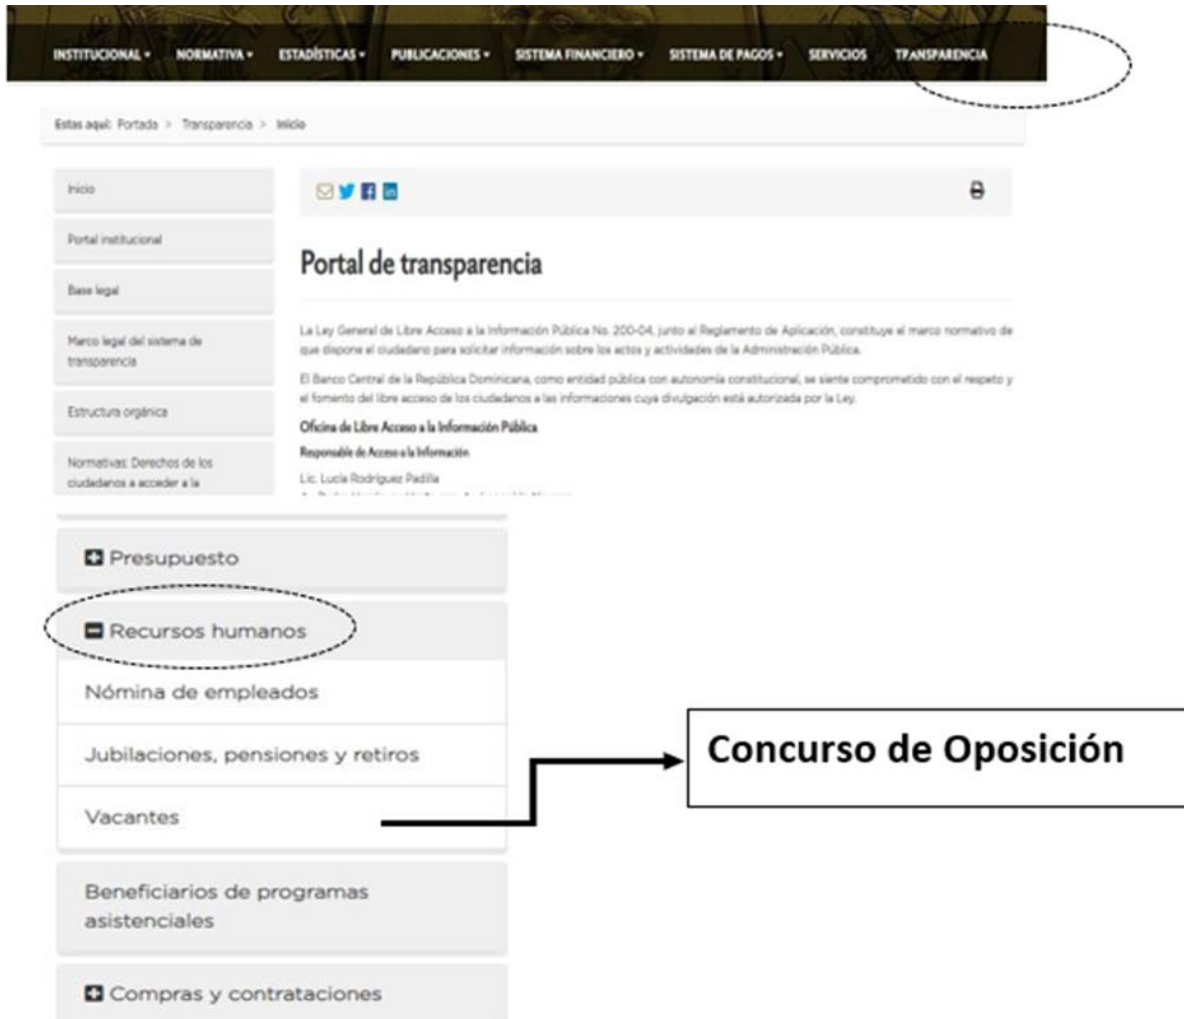 INSTITUCIONAL NORMATIVA ESTADÍSTICAS PUBLICACIONES SISTEMA FINANCIERO SISTEMA DE PAGOS SERVICIOS TRANSPARENCIA
Estas aquí: Portada > Transparencia > Inicio
Inicio
Portal institucional
Base legal
Marco legal del sistema de
transparencia
Estructura orgánica
Normativas: Derechos de los
ciudadanos a acceder a la
Portal de transparencia
La Ley General de Libre Acceso a la Información Pública No. 200-04, junto al Reglamento de Aplicación, constituye el marco normativo de
que dispone el ciudadano para solicitar información sobre los actos y actividades de la Administración Pública.
El Banco Central de la República Dominicana, como entidad pública con autonomía constitucional, se siente comprometido con el respeto y
el fomento del libre acceso de los ciudadanos a las informaciones cuya divulgación está autorizada por la Ley.
Oficina de Libre Acceso a la Información Pública
Responsable de Acceso a la Información
Lic. Lucía Rodríguez Padilla
Presupuesto
Recursos humanos
Nómina de empleados
Jubilaciones, pensiones y retiros
Vacantes
Concurso de Oposición
Beneficiarios de programas
asistenciales
Compras y contrataciones